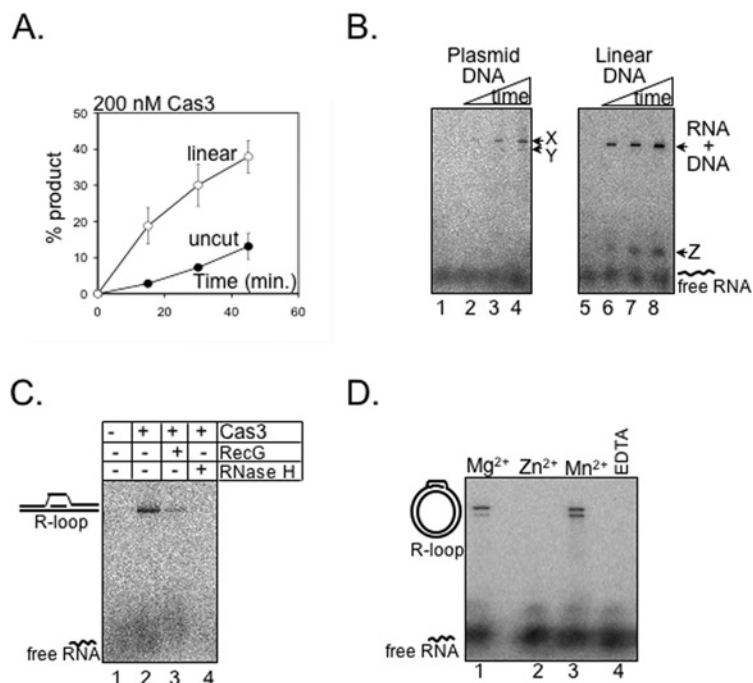 A.
200 nM Cas3
50
40
30
20
10
0
% product
linear
uncut
Time (min.)
0 20 40 60
B.
Plasmid
DNA
time
X
Y
1 2 3 4
Linear
DNA
time
RNA
+
DNA
Z
free RNA
5 6 7 8
C.
- + + + Cas3
- - + - RecG
- - - + RNase H
R-loop
free RNA
1 2 3 4
D.
Mg2+ Zn2+ Mn2+ EDTA
R-loop
free RNA
1 2 3 4